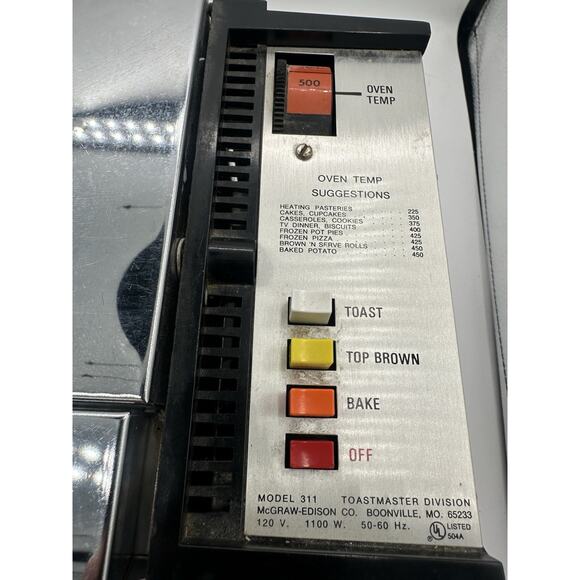 500
OVEN
TEMP
OVEN TEMP
SUGGESTIONS
HEATING PASTERIES 225
CAKES, CUPCAKES 350
CASSEROLES, COOKIES 375
TV DINNER, BISCUITS 400
FROZEN POT PIES 425
FROZEN PIZZA 425
BROWN 'N SERVE ROLLS 450
BAKED POTATO 450
TOAST
TOP BROWN
BAKE
OFF
MODEL 311 TOASTMASTER DIVISION
McGRAW-EDISON CO. BOONVILLE, MO. 65233
120 V. 1100 W. 50-60 Hz. UL LISTED
504A